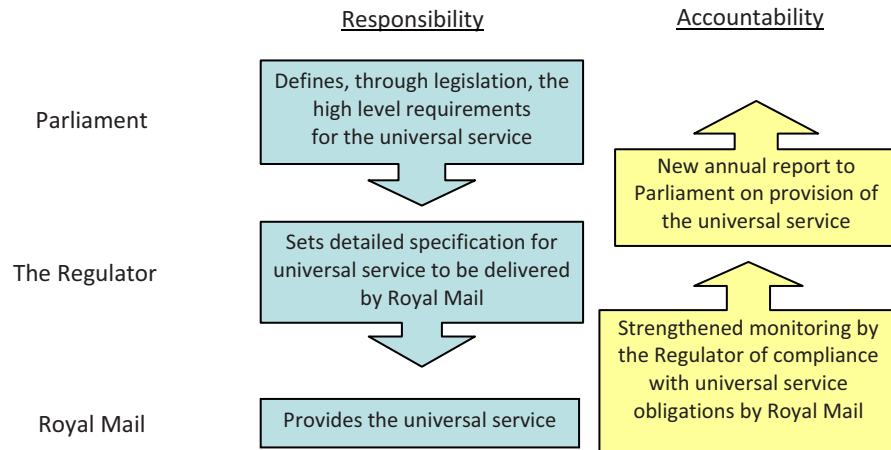 Responsibility
Accountability
Parliament
Defines, through legislation, the
high level requirements
for the universal service
New annual report to
Parliament on provision of
the universal service
The Regulator
Sets detailed specification for
universal service to be delivered
by Royal Mail
Strengthened monitoring by
the Regulator of compliance
with universal service
obligations by Royal Mail
Royal Mail
Provides the universal service